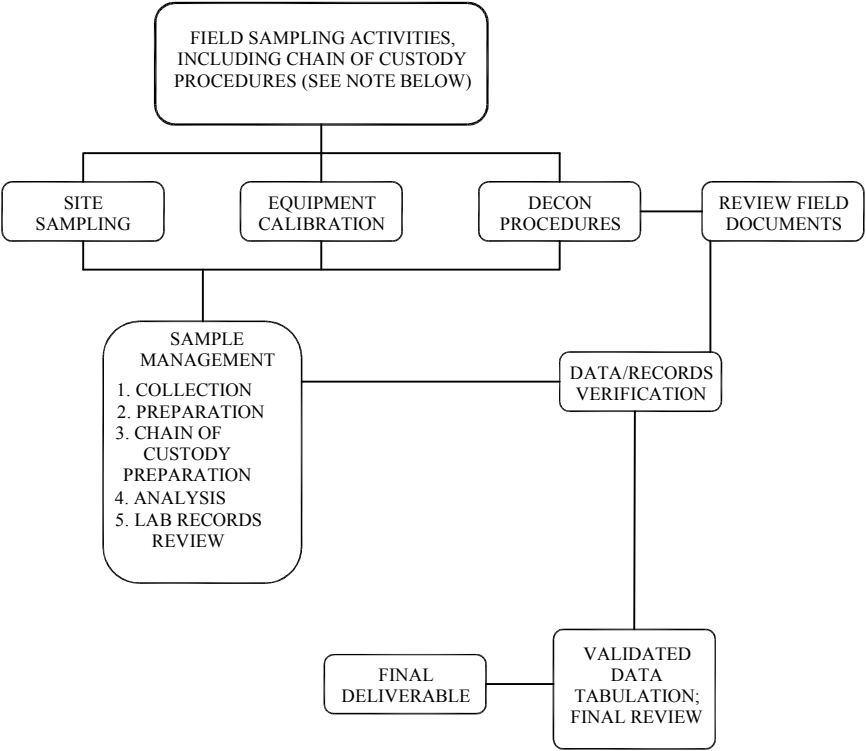 FIELD SAMPLING ACTIVITIES,
INCLUDING CHAIN OF CUSTODY
PROCEDURES (SEE NOTE BELOW)
SITE
SAMPLING
EQUIPMENT
CALIBRATION
DECON
PROCEDURES
REVIEW FIELD
DOCUMENTS
SAMPLE
MANAGEMENT
1. COLLECTION
2. PREPARATION
3. CHAIN OF
CUSTODY
PREPARATION
4. ANALYSIS
5. LAB RECORDS
REVIEW
DATA/RECORDS
VERIFICATION
VALIDATED
DATA
TABULATION;
FINAL REVIEW
FINAL
DELIVERABLE